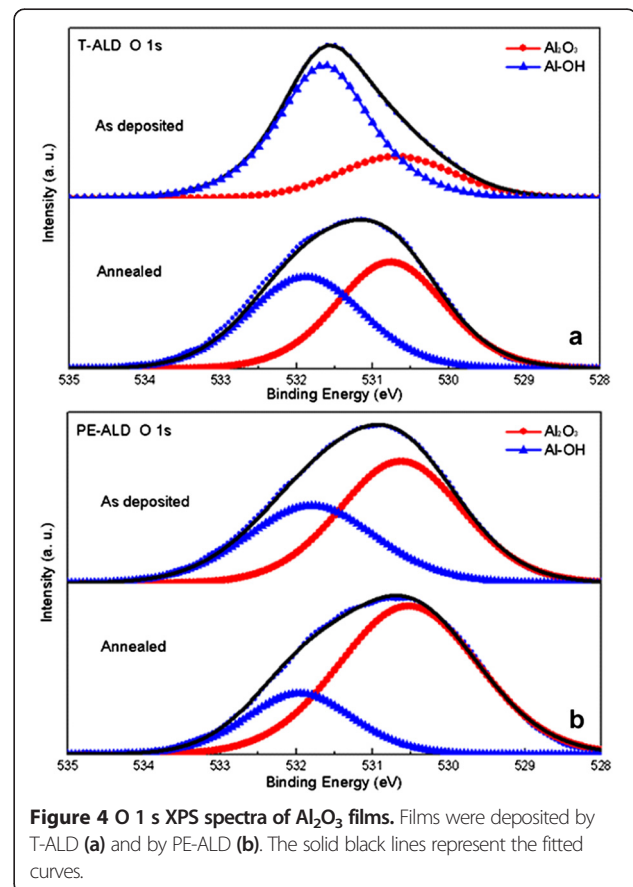 T-ALD O 1s
Al₂O₃
Al-OH
As deposited
Annealed
a
Intensity (a. u.)
535 534 533 532 531 530 529 528
Binding Energy (eV)
PE-ALD O 1s
Al₂O₃
Al-OH
As deposited
Annealed
b
Intensity (a. u.)
535 534 533 532 531 530 529 528
Binding Energy (eV)
Figure 4 O 1 s XPS spectra of Al₂O₃ films. Films were deposited by
T-ALD (a) and by PE-ALD (b). The solid black lines represent the fitted
curves.